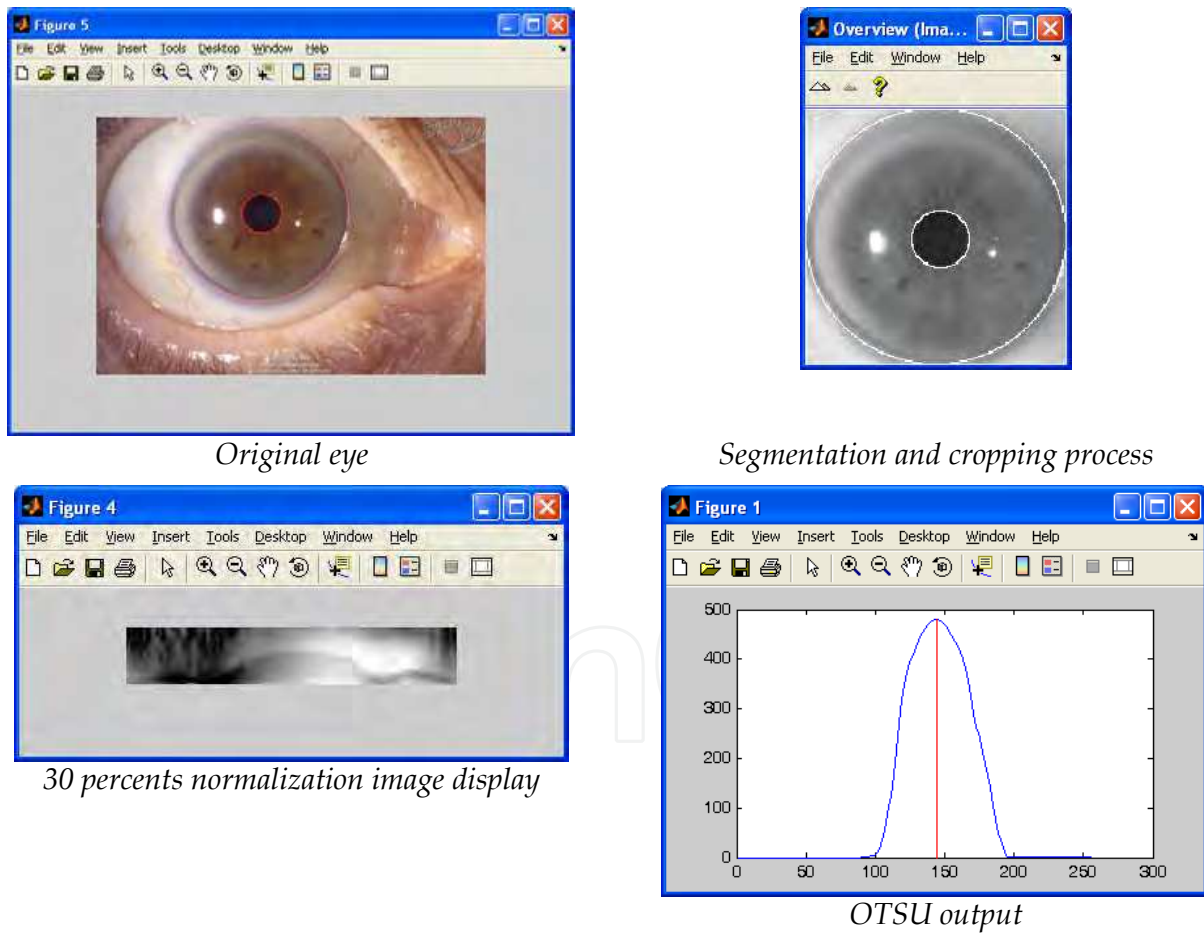 Figure 5
File Edit View Insert Tools Desktop Window Help
Original eye
Overview (Ima...
File Edit Window Help
Segmentation and cropping process
Figure 4
File Edit View Insert Tools Desktop Window Help
30 percents normalization image display
Figure 1
File Edit View Insert Tools Desktop Window Help
500
400
300
200
100
0
0 50 100 150 200 250 300
OTSU output